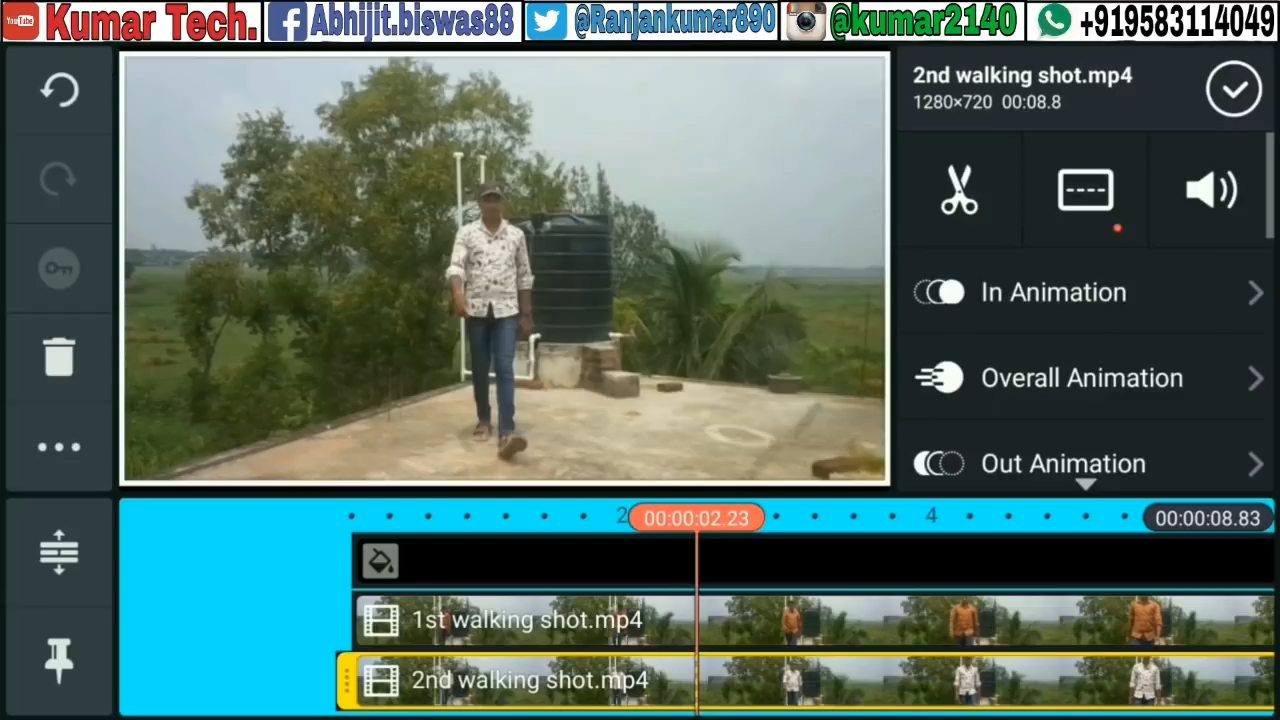 YouTube Kumar Tech. Abhijit.biswas88 @Ranjankumar890 @kumar2140 +919583114049
2nd walking shot.mp4
1280×720 00:08.8
In Animation
Overall Animation
Out Animation
2 00:00:02.23 4 00:00:08.83
1st walking shot.mp4
2nd walking shot.mp4